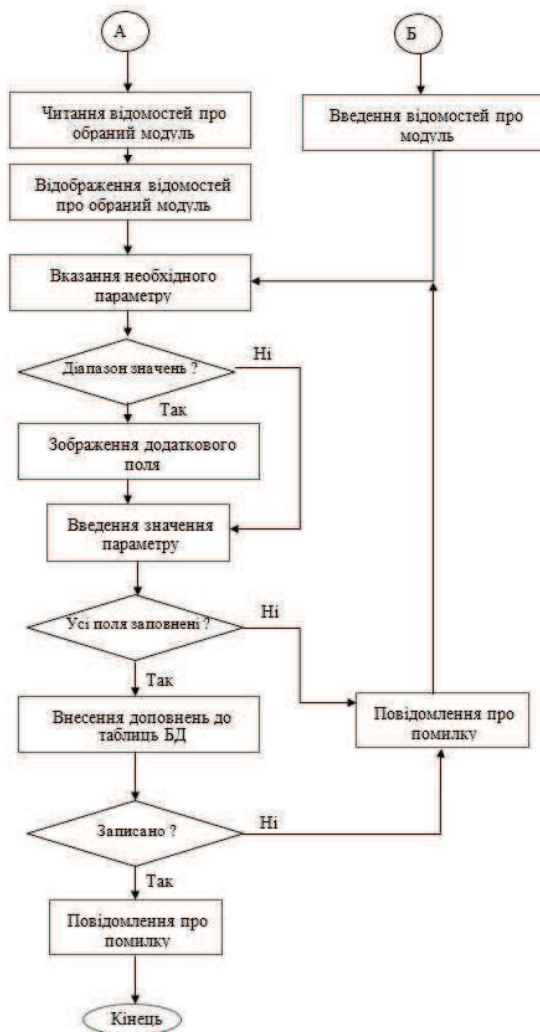 А
Б
Читання відомостей про
обраний модуль
Введення відомостей про
модуль
Відображення відомостей
про обраний модуль
Вказання необхідного
параметру
Діапазон значень ?
Ні
Так
Зображення додаткового
поля
Введення значення
параметру
Усі поля заповнені ?
Ні
Так
Внесення доповнень до
таблиць БД
Повідомлення про
помилку
Записано ?
Ні
Так
Повідомлення про
помилку
Кінець